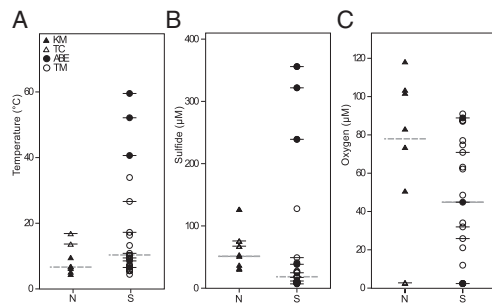 A
B
C
KM
TC
ABE
TM
Temperature (°C)
60
40
20
0
N
S
Sulfide (µM)
400
300
200
100
0
N
S
Oxygen (µM)
120
100
80
60
40
20
0
N
S